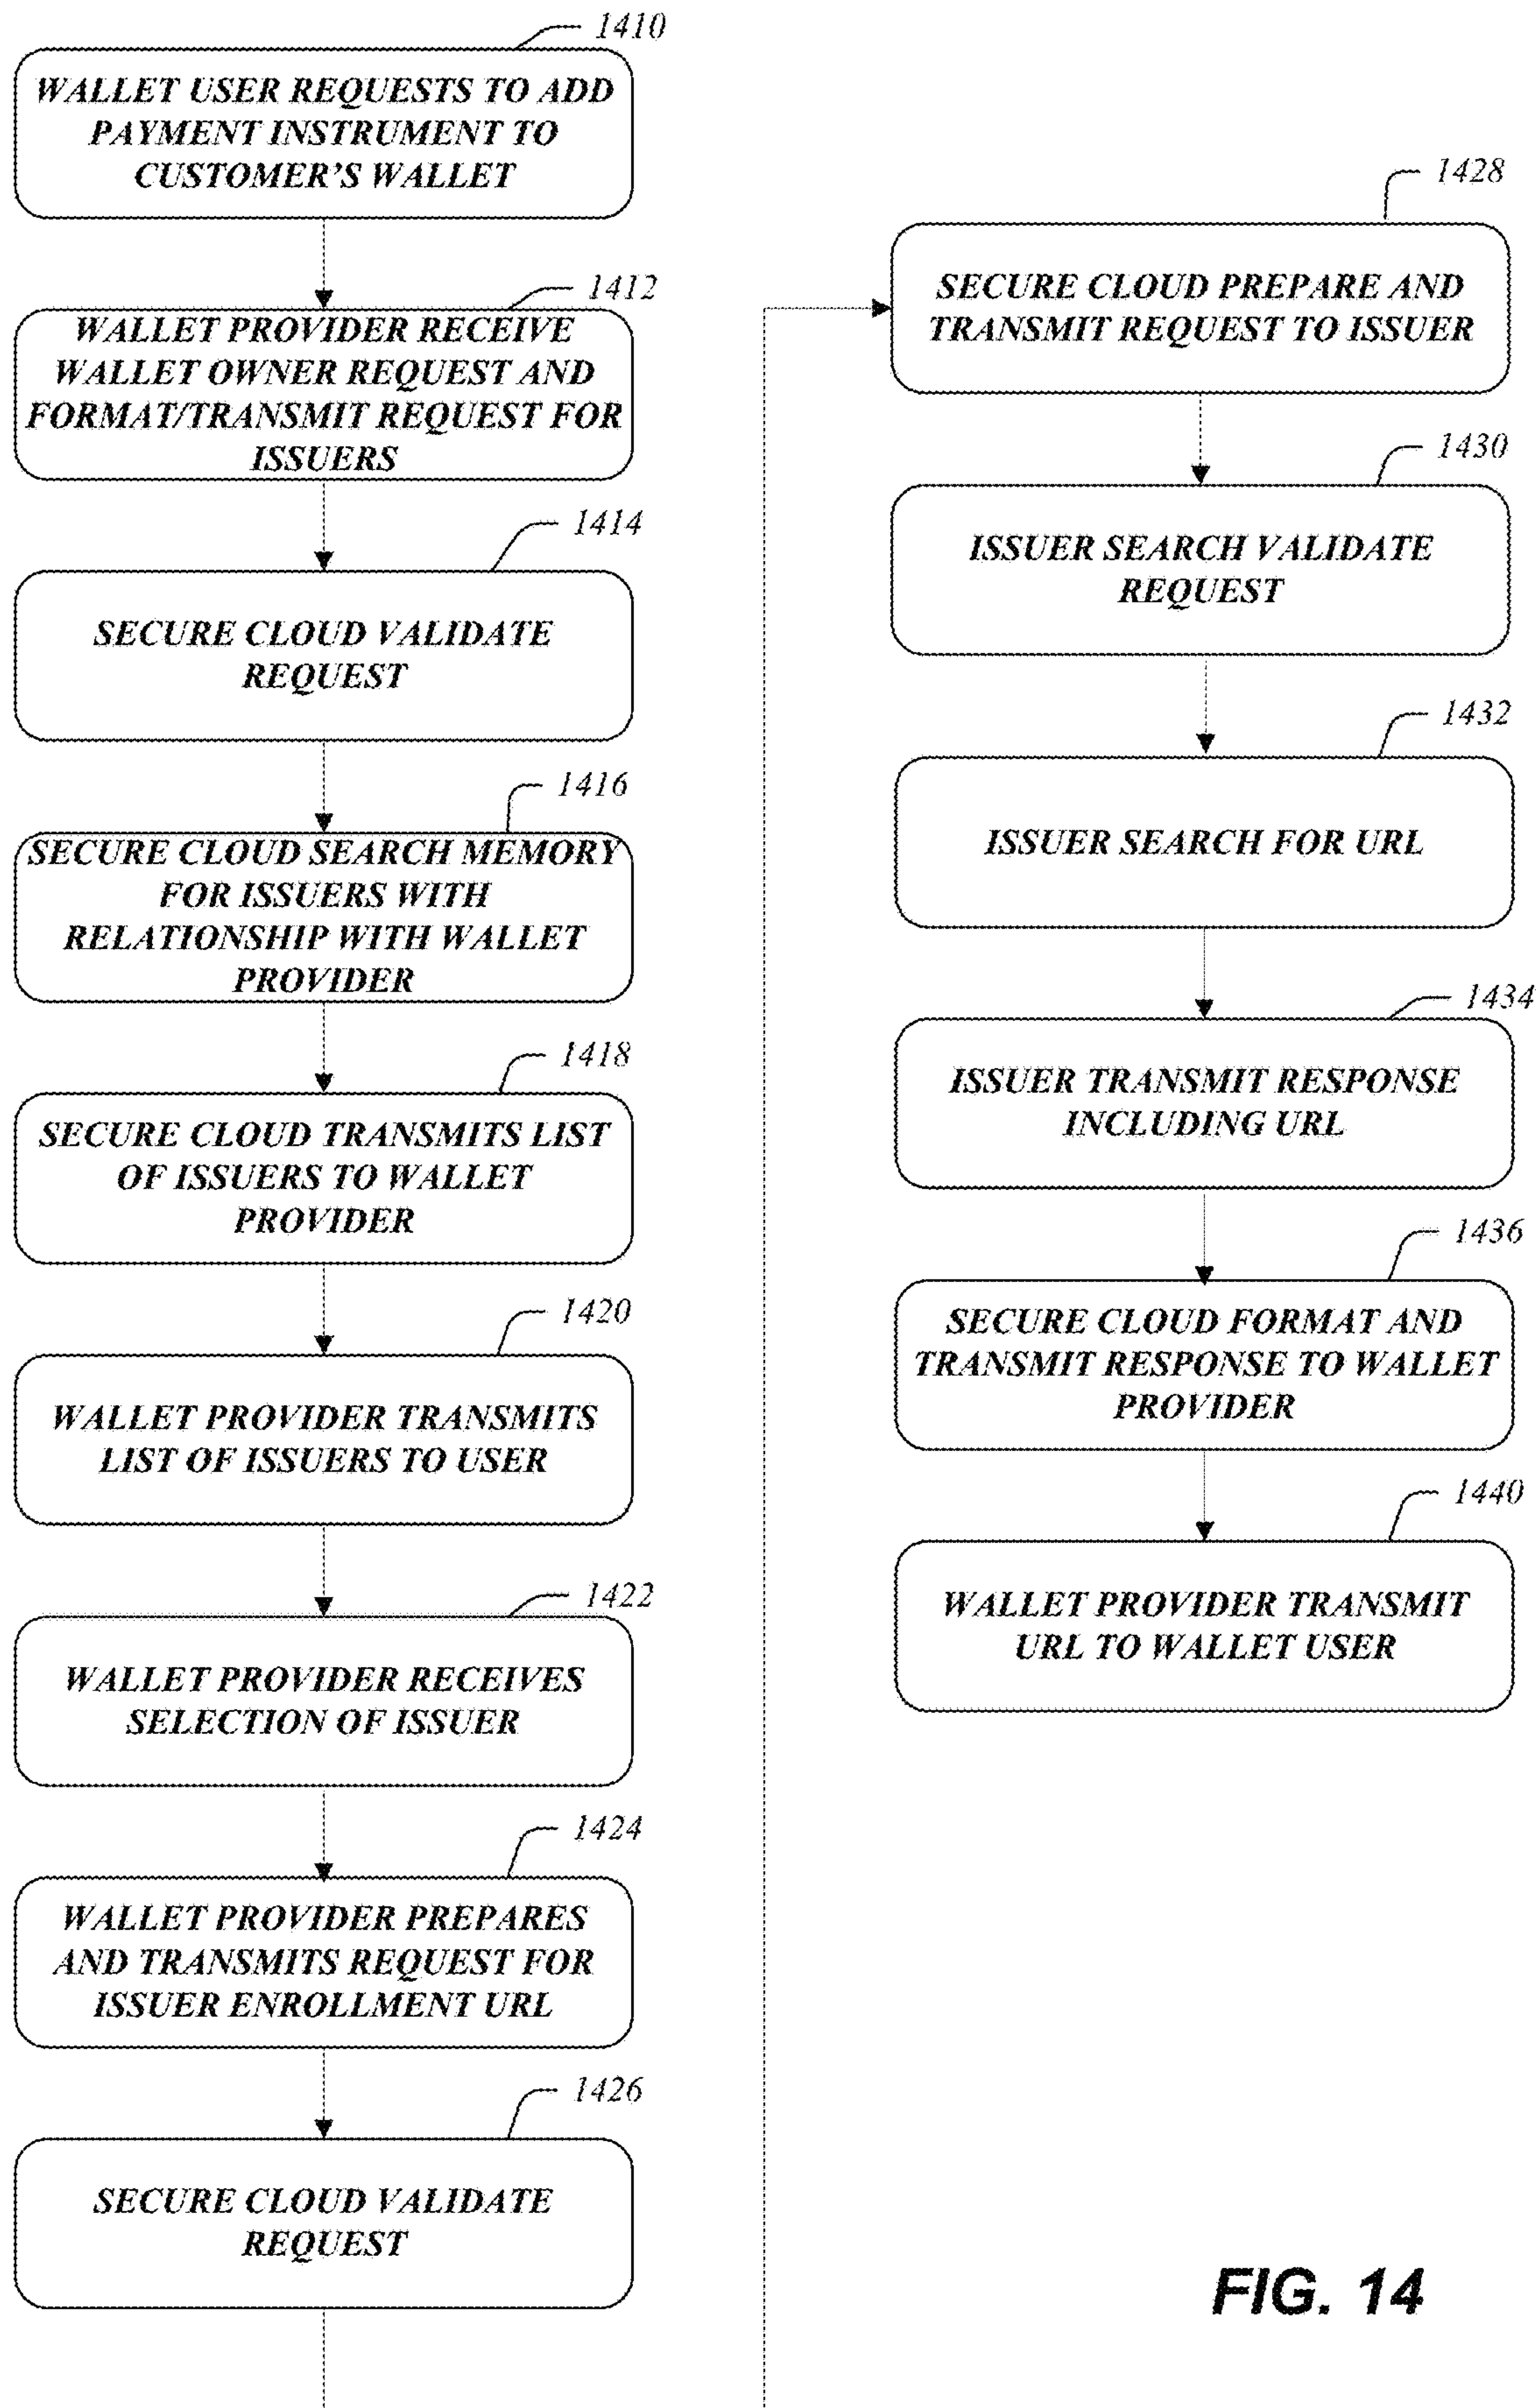 1410
WALLET USER REQUESTS TO ADD
PAYMENT INSTRUMENT TO
CUSTOMER'S WALLET
1412
WALLET PROVIDER RECEIVE
WALLET OWNER REQUEST AND
FORMAT/TRANSMIT REQUEST FOR
ISSUERS
1414
SECURE CLOUD VALIDATE
REQUEST
1416
SECURE CLOUD SEARCH MEMORY
FOR ISSUERS WITH
RELATIONSHIP WITH WALLET
PROVIDER
1418
SECURE CLOUD TRANSMITS LIST
OF ISSUERS TO WALLET
PROVIDER
1420
WALLET PROVIDER TRANSMITS
LIST OF ISSUERS TO USER
1422
WALLET PROVIDER RECEIVES
SELECTION OF ISSUER
1424
WALLET PROVIDER PREPARES
AND TRANSMITS REQUEST FOR
ISSUER ENROLLMENT URL
1426
SECURE CLOUD VALIDATE
REQUEST
1428
SECURE CLOUD PREPARE AND
TRANSMIT REQUEST TO ISSUER
1430
ISSUER SEARCH VALIDATE
REQUEST
1432
ISSUER SEARCH FOR URL
1434
ISSUER TRANSMIT RESPONSE
INCLUDING URL
1436
SECURE CLOUD FORMAT AND
TRANSMIT RESPONSE TO WALLET
PROVIDER
1440
WALLET PROVIDER TRANSMIT
URL TO WALLET USER
FIG. 14